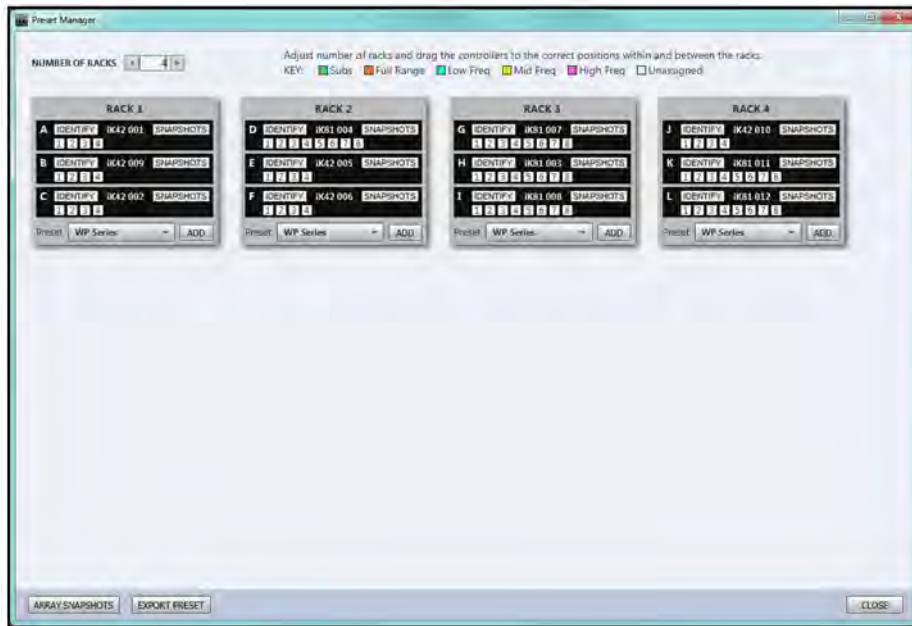 Preset Manager
NUMBER OF RACKS 4
Adjust number of racks and drag the controllers to the correct positions within and between the racks.
KEY: Subs Full Range Low Freq Mid Freq High Freq Unassigned
RACK 1
A IDENTIFY iK42 001 SNAPSHOTS
1 2 3 4
B IDENTIFY iK42 009 SNAPSHOTS
1 2 3 4
C IDENTIFY iK42 002 SNAPSHOTS
1 2 3 4
Preset WP Series ADD
RACK 2
D IDENTIFY iK81 004 SNAPSHOTS
1 2 3 4 5 6 7 8
E IDENTIFY iK42 005 SNAPSHOTS
1 2 3 4
F IDENTIFY iK42 006 SNAPSHOTS
1 2 3 4
Preset WP Series ADD
RACK 3
G IDENTIFY iK81 007 SNAPSHOTS
1 2 3 4 5 6 7 8
H IDENTIFY iK81 003 SNAPSHOTS
1 2 3 4 5 6 7 8
I IDENTIFY iK81 008 SNAPSHOTS
1 2 3 4 5 6 7 8
Preset WP Series ADD
RACK 4
J IDENTIFY iK42 010 SNAPSHOTS
1 2 3 4
K IDENTIFY iK81 011 SNAPSHOTS
1 2 3 4 5 6 7 8
L IDENTIFY iK81 012 SNAPSHOTS
1 2 3 4 5 6 7 8
Preset WP Series ADD
ARRAY SNAPSHOTS EXPORT PRESET CLOSE